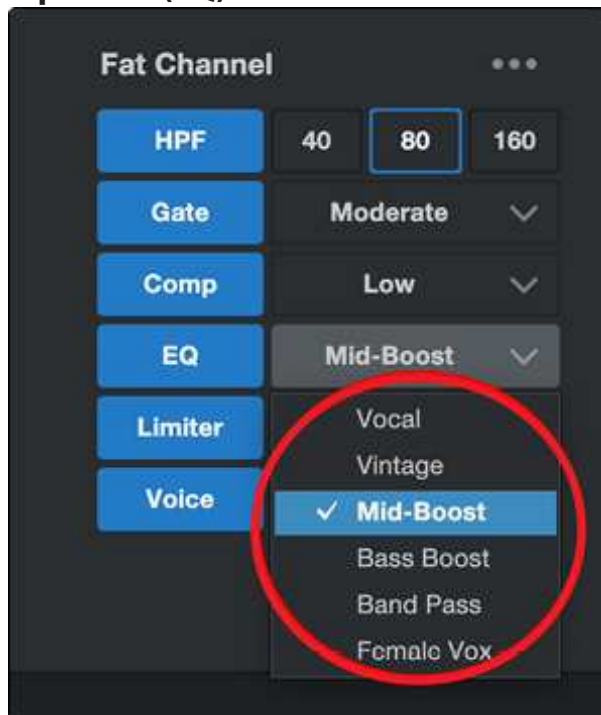 Fat Channel
HPF 40 80 160
Gate Moderate
Comp Low
EQ Mid-Boost
Limiter Vocal
Vintage
Voice Mid-Boost
Bass Boost
Band Pass
Female Vox